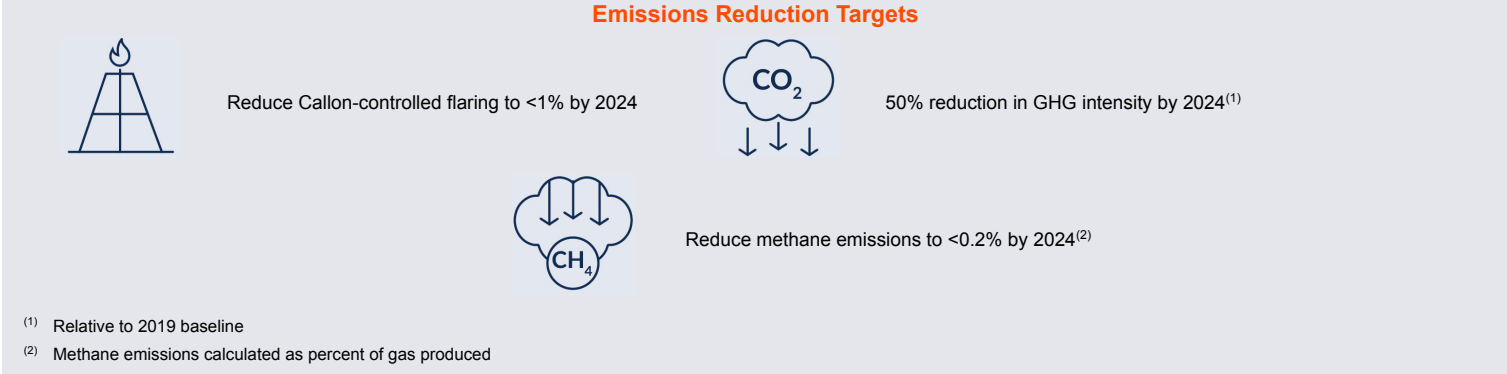 Emissions Reduction Targets
Reduce Callon-controlled flaring to <1% by 2024
CO2
50% reduction in GHG intensity by 2024(1)
CH4
Reduce methane emissions to <0.2% by 2024(2)
(1) Relative to 2019 baseline
(2) Methane emissions calculated as percent of gas produced